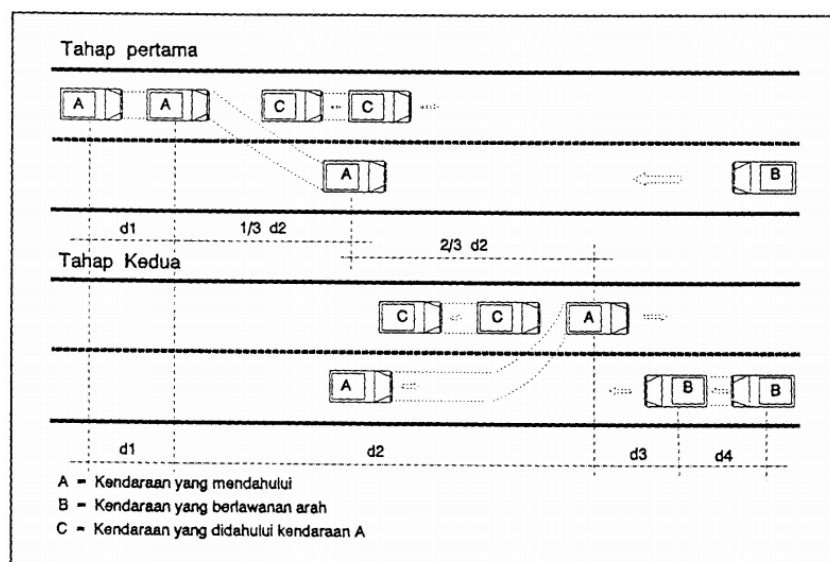 Tahap pertama
A A C C
A B
d1 1/3 d2
2/3 d2
Tahap Kedua
C C A
A B B
d1 d2 d3 d4
A = Kendaraan yang mendahului
B = Kendaraan yang berlawanan arah
C = Kendaraan yang didahului kendaraan A